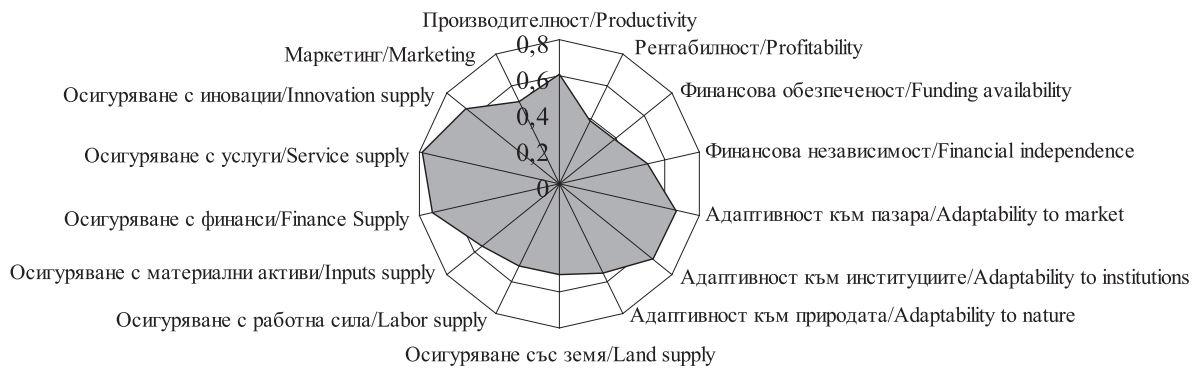 Производителност/Productivity
Рентабилност/Profitability
Финансова обезпеченост/Funding availability
Финансова независимост/Financial independence
Адаптивност към пазара/Adaptability to market
Адаптивност към институциите/Adaptability to institutions
Адаптивност към природата/Adaptability to nature
Осигуряване със земя/Land supply
Осигуряване с работна сила/Labor supply
Осигуряване с материални активи/Inputs supply
Осигуряване с финанси/Finance Supply
Осигуряване с услуги/Service supply
Осигуряване с иновации/Innovation supply
Маркетинг/Marketing
0,8
0,6
0,4
0,2
0